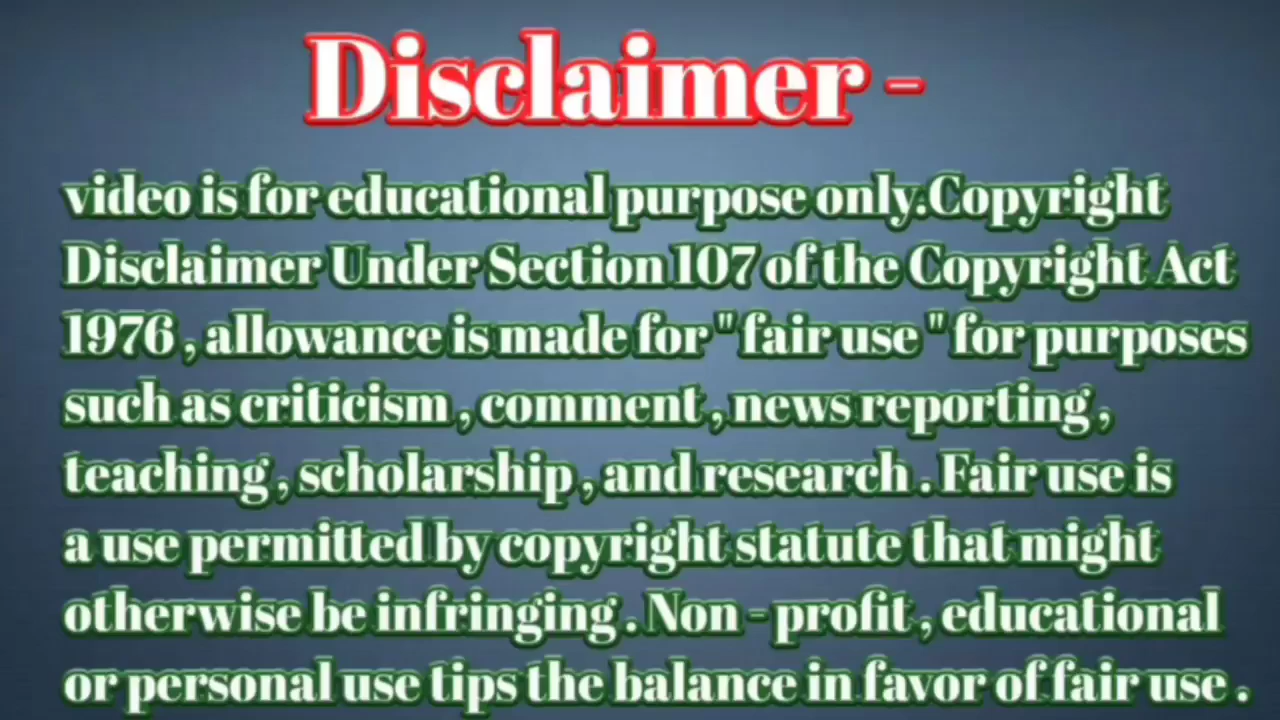 Disclaimer -
video is for educational purpose only.Copyright
Disclaimer Under Section 107 of the Copyright Act
1976 , allowance is made for " fair use " for purposes
such as criticism , comment , news reporting ,
teaching , scholarship , and research . Fair use is
a use permitted by copyright statute that might
otherwise be infringing . Non - profit , educational
or personal use tips the balance in favor of fair use .